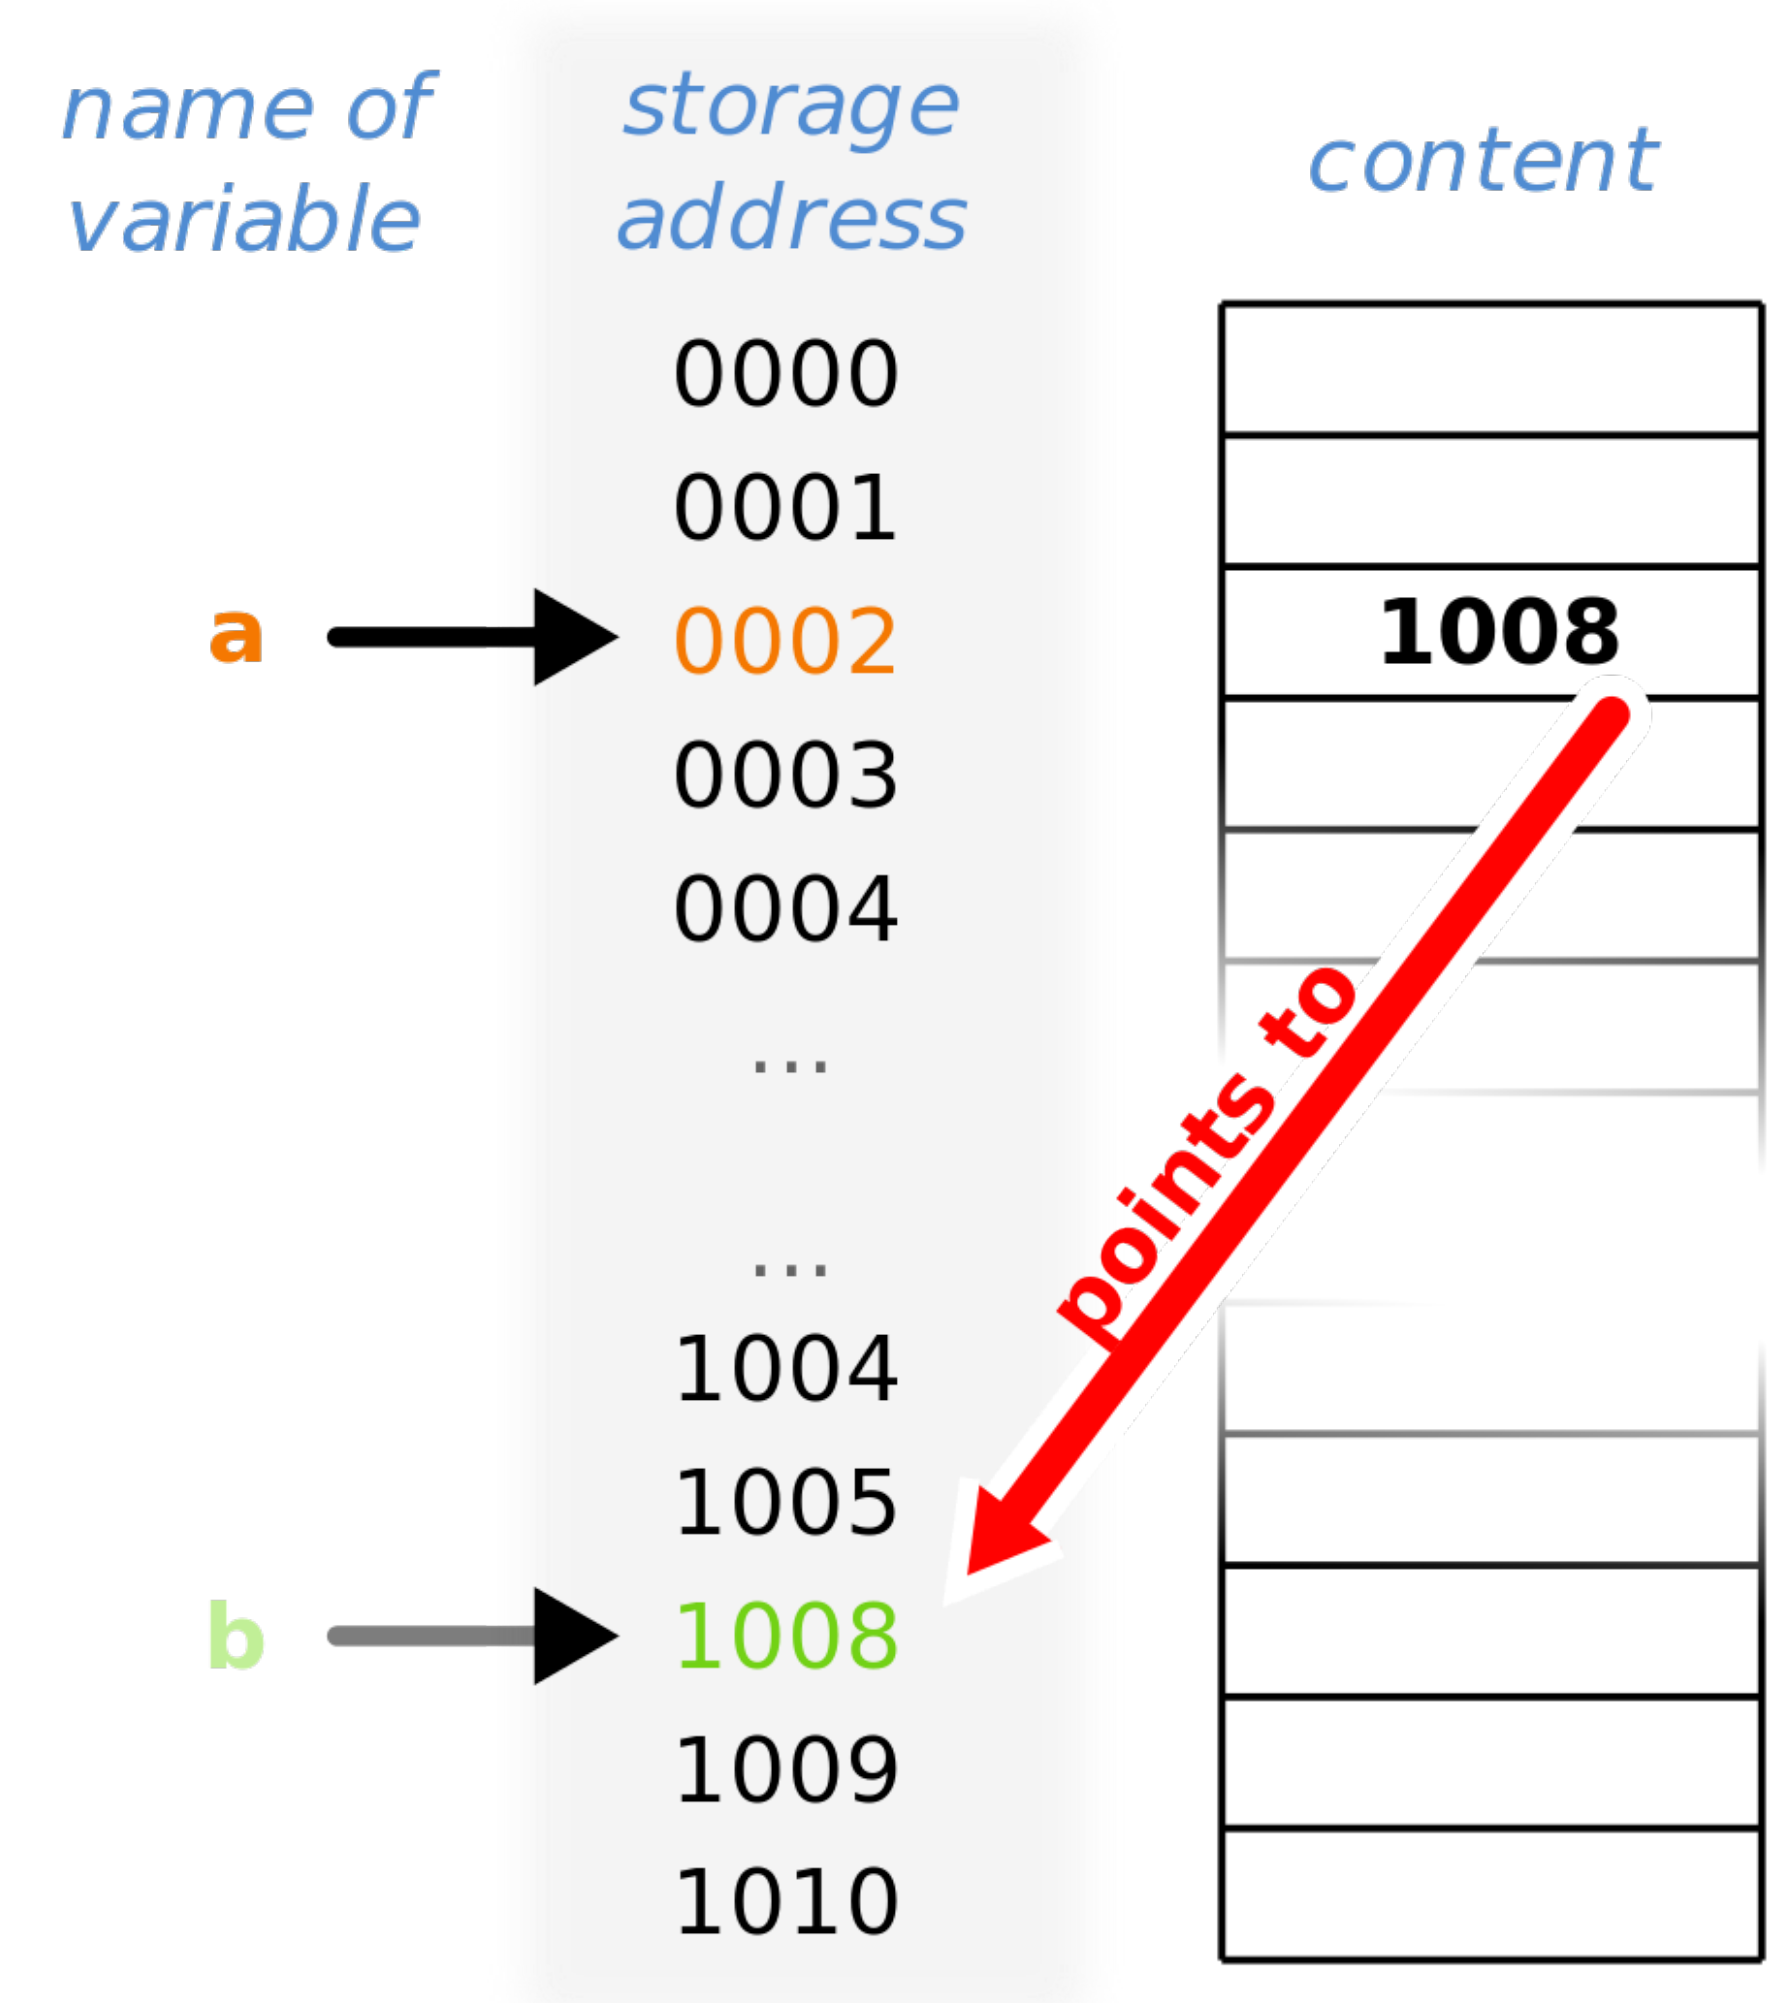 name of
variable
storage
address
content
0000
0001
a 0002 1008
0003
0004
...
points to
...
1004
1005
b 1008
1009
1010